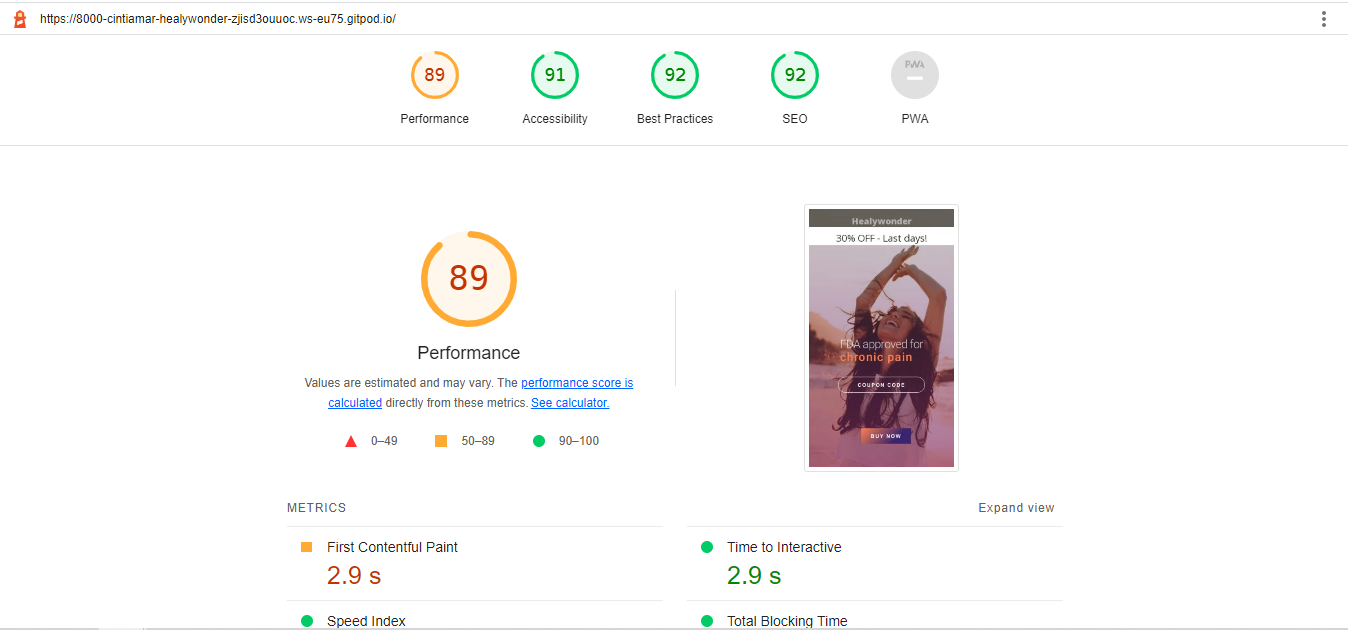 https://8000-cintiamar-healywonder-zjisd3ouuoc.ws-eu75.gitpod.io/
89 91 92 92 PWA
Performance Accessibility Best Practices SEO PWA
Healywonder
30% OFF - Last days!
FDA approved for
chronic pain
COUPON CODE
BUY NOW
89
Performance
Values are estimated and may vary. The performance score is
calculated directly from these metrics. See calculator.
0–49 50–89 90–100
METRICS Expand view
First Contentful Paint Time to Interactive
2.9 s 2.9 s
Speed Index Total Blocking Time